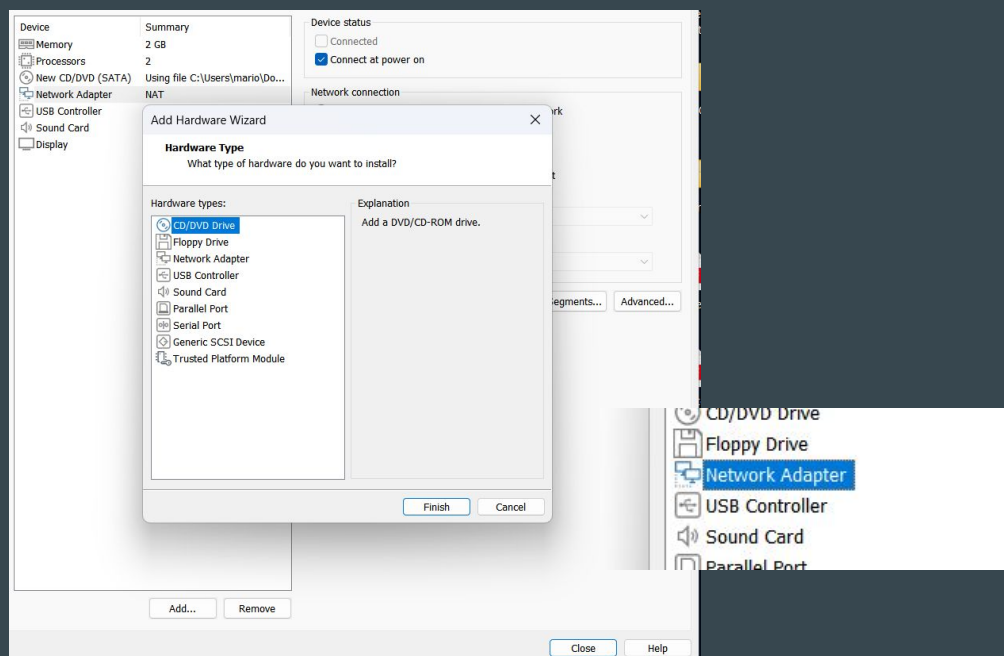 Device Summary
Memory 2 GB
Processors 2
New CD/DVD (SATA) Using file C:\Users\mario\Do...
Network Adapter NAT
USB Controller
Sound Card
Display
Add... Remove
Device status
Connected
Connect at power on
Network connection
Segments... Advanced...
Close Help
Add Hardware Wizard
Hardware Type
What type of hardware do you want to install?
Hardware types:
CD/DVD Drive
Floppy Drive
Network Adapter
USB Controller
Sound Card
Parallel Port
Serial Port
Generic SCSI Device
Trusted Platform Module
Explanation
Add a DVD/CD-ROM drive.
Finish Cancel
CD/DVD Drive
Floppy Drive
Network Adapter
USB Controller
Sound Card
Parallel Port